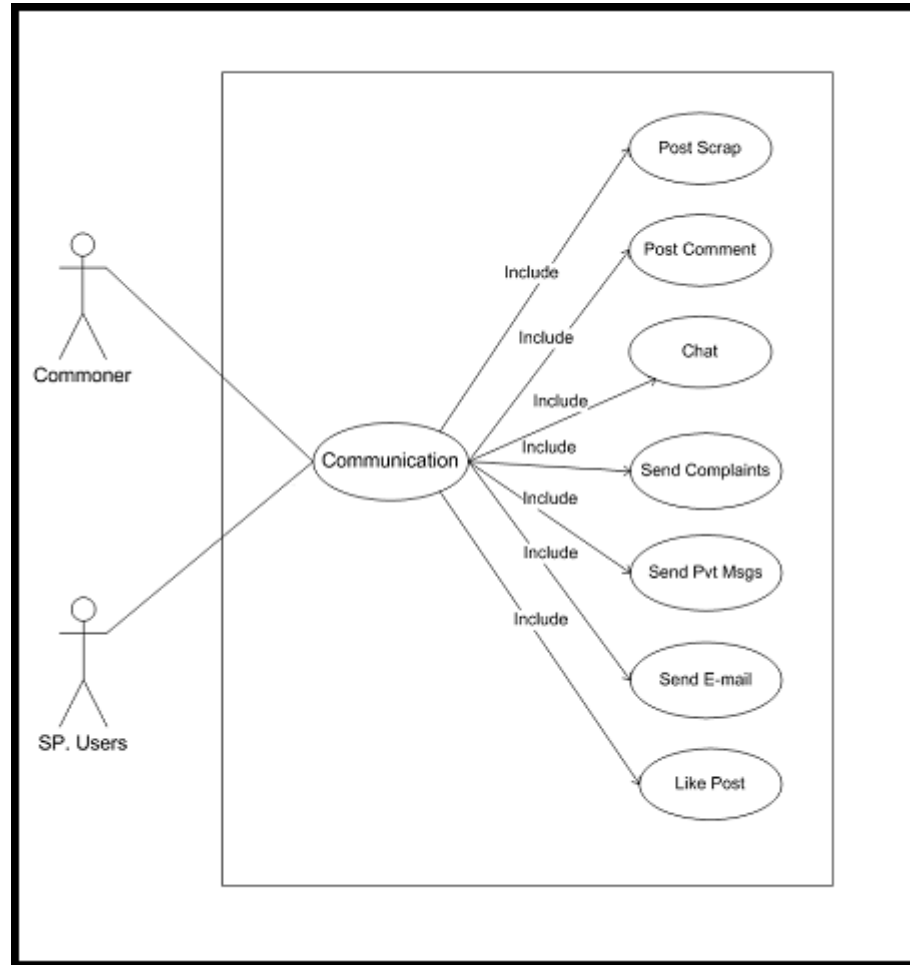 Post Scrap
Post Comment
Include
Include
Chat
Commoner
Include
Include
Communication
Send Complaints
Include
Include
Send Pvt Msgs
Include
Send E-mail
SP. Users
Like Post